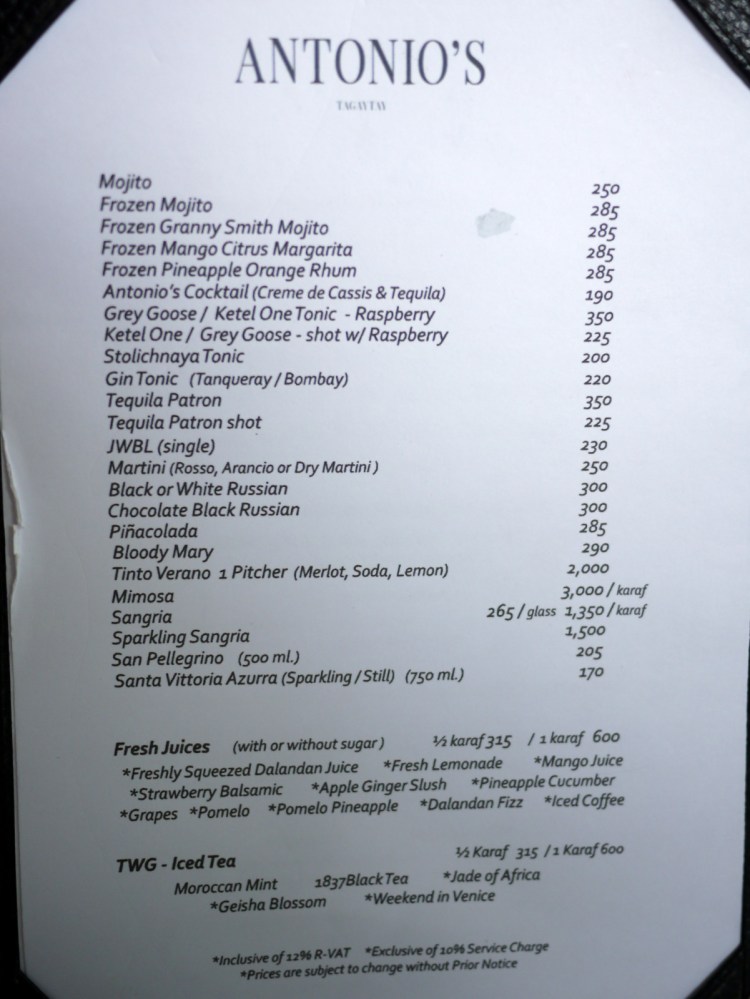 ANTONIO'S
TAGAYTAY
Mojito 250
Frozen Mojito 285
Frozen Granny Smith Mojito 285
Frozen Mango Citrus Margarita 285
Frozen Pineapple Orange Rhum 285
Antonio's Cocktail (Creme de Cassis & Tequila) 190
Grey Goose / Ketel One Tonic - Raspberry 350
Ketel One / Grey Goose - shot w/ Raspberry 225
Stolichnaya Tonic 200
Gin Tonic (Tanqueray / Bombay) 220
Tequila Patron 350
Tequila Patron shot 225
JWBL (single) 230
Martini (Rosso, Arancio or Dry Martini ) 250
Black or White Russian 300
Chocolate Black Russian 300
Piñacolada 285
Bloody Mary 290
Tinto Verano 1 Pitcher (Merlot, Soda, Lemon) 2,000
Mimosa 3,000 / karaf
Sangria 265 / glass 1,350 / karaf
Sparkling Sangria 1,500
San Pellegrino (500 ml.) 205
Santa Vittoria Azurra (Sparkling / Still) (750 ml.) 170
Fresh Juices (with or without sugar ) ½ karaf 315 / 1 karaf 600
*Freshly Squeezed Dalandan Juice *Fresh Lemonade *Mango Juice
*Strawberry Balsamic *Apple Ginger Slush *Pineapple Cucumber
*Grapes *Pomelo *Pomelo Pineapple *Dalandan Fizz *Iced Coffee
TWG - Iced Tea ½ Karaf 315 / 1 Karaf 600
Moroccan Mint 1837 Black Tea *Jade of Africa
*Geisha Blossom *Weekend in Venice
*Inclusive of 12% R-VAT *Exclusive of 10% Service Charge
*Prices are subject to change without Prior Notice